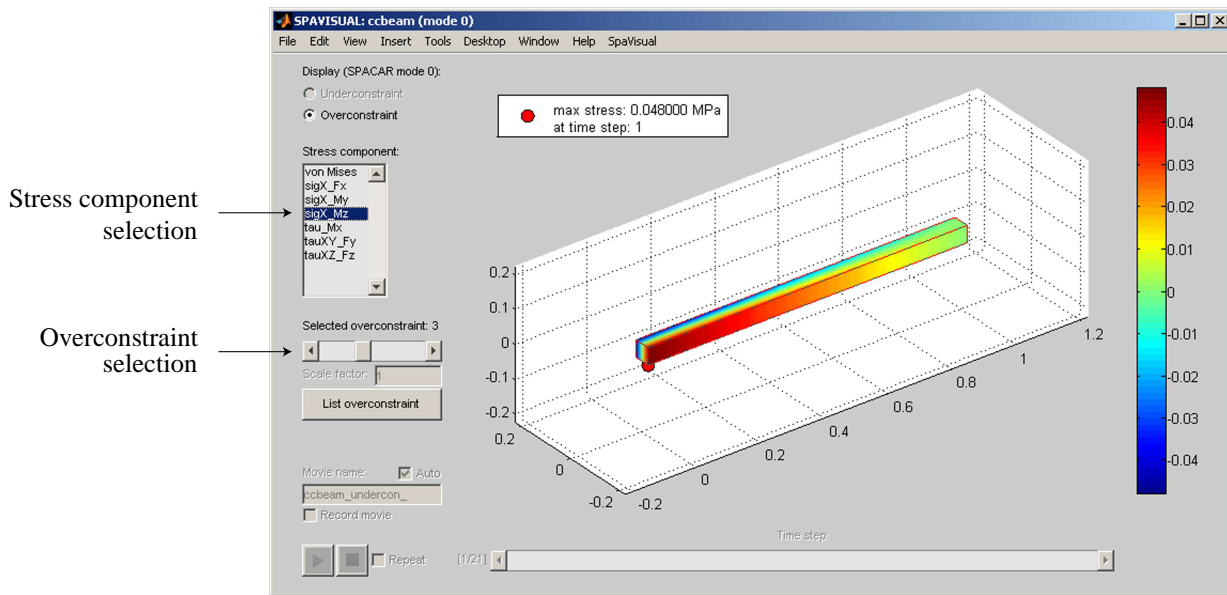 SPAVISUAL: ccbeam (mode 0)
File Edit View Insert Tools Desktop Window Help SpaVisual
Display (SPACAR mode 0):
Underconstraint
Overconstraint
max stress: 0.048000 MPa
at time step: 1
Stress component:
von Mises
sigX_Fx
sigX_My
sigX_Mz
tau_Mx
tauXY_Fy
tauXZ_Fz
Stress component
selection
Selected overconstraint: 3
Overconstraint
selection
Scale factor: 1
List overconstraint
Movie name: Auto
ccbeam_undercon_
Record movie
Repeat
[1/21]
Time step:
0.2
0.1
0
-0.1
-0.2
0.2
0
-0.2
-0.2
0
0.2
0.4
0.6
0.8
1
1.2
0.04
0.03
0.02
0.01
0
-0.01
-0.02
-0.03
-0.04